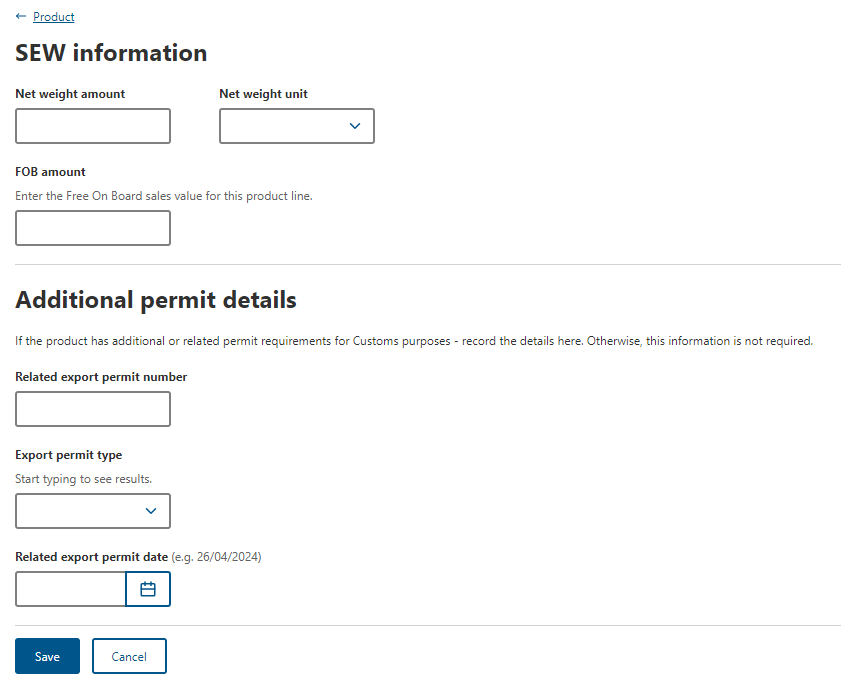 ← Product
SEW information
Net weight amount Net weight unit
FOB amount
Enter the Free On Board sales value for this product line.
Additional permit details
If the product has additional or related permit requirements for Customs purposes - record the details here. Otherwise, this information is not required.
Related export permit number
Export permit type
Start typing to see results.
Related export permit date (e.g. 26/04/2024)
Save Cancel